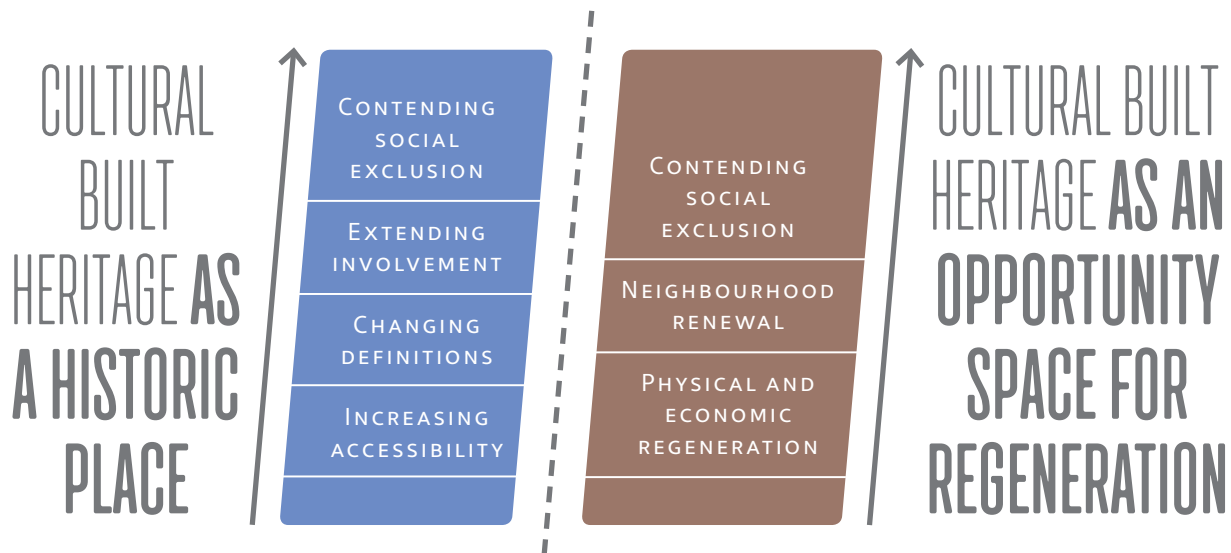 CULTURAL
BUILT
HERITAGE AS
A HISTORIC
PLACE
CONTENDING
SOCIAL
EXCLUSION
EXTENDING
INVOLVEMENT
CHANGING
DEFINITIONS
INCREASING
ACCESSIBILITY
CONTENDING
SOCIAL
EXCLUSION
NEIGHBOURHOOD
RENEWAL
PHYSICAL AND
ECONOMIC
REGENERATION
CULTURAL BUILT
HERITAGE AS AN
OPPORTUNITY
SPACE FOR
REGENERATION